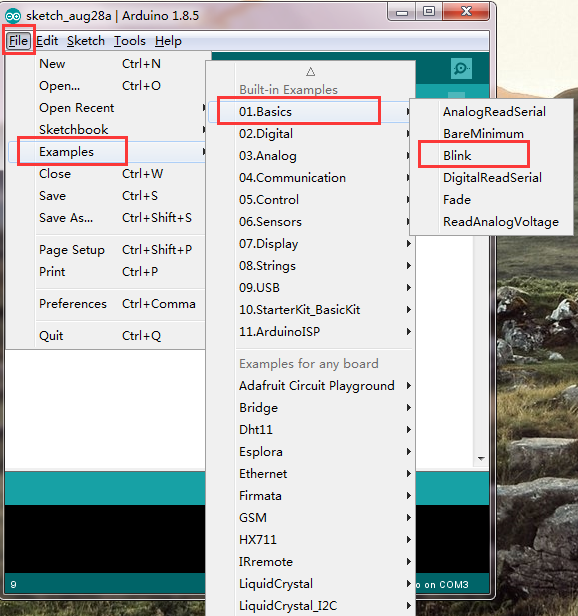 sketch_aug28a | Arduino 1.8.5
File Edit Sketch Tools Help
New Ctrl+N
Open... Ctrl+O
Open Recent
Sketchbook
Examples
Close Ctrl+W
Save Ctrl+S
Save As... Ctrl+Shift+S
Page Setup Ctrl+Shift+P
Print Ctrl+P
Preferences Ctrl+Comma
Quit Ctrl+Q
Built-in Examples
01.Basics
02.Digital
03.Analog
04.Communication
05.Control
06.Sensors
07.Display
08.Strings
09.USB
10.StarterKit_BasicKit
11.ArduinoISP
Examples for any board
Adafruit Circuit Playground
Bridge
Dht11
Esplora
Ethernet
Firmata
GSM
HX711
IRremote
LiquidCrystal
LiquidCrystal_I2C
AnalogReadSerial
BareMinimum
Blink
DigitalReadSerial
Fade
ReadAnalogVoltage
9
on COM3